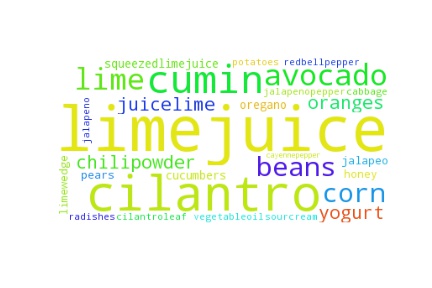 squeezedlimejuice potatoes redbellpepper
lime cumin avocado
jalapenopepper cabbage
jalapeno juicelime oregano oranges
limejuice
cayennepepper
limewedge chilipowder beans jalapeo
pears cucumbers honey
cilantro corn
yogurt
radishes cilantroleaf vegetableoil sourcream